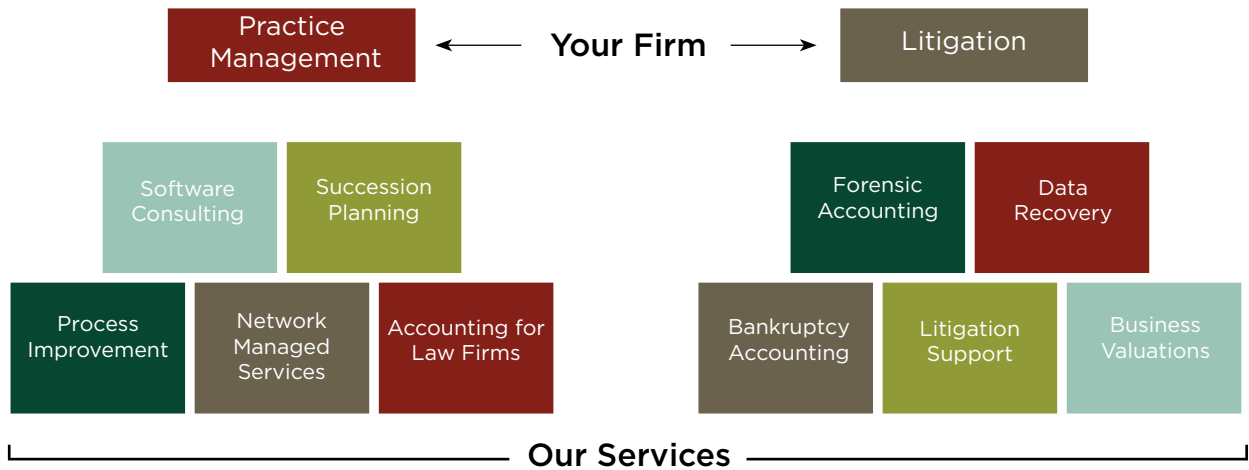 Practice
Management
Your Firm
Litigation
Software
Consulting
Succession
Planning
Forensic
Accounting
Data
Recovery
Process
Improvement
Network
Managed
Services
Accounting for
Law Firms
Bankruptcy
Accounting
Litigation
Support
Business
Valuations
Our Services